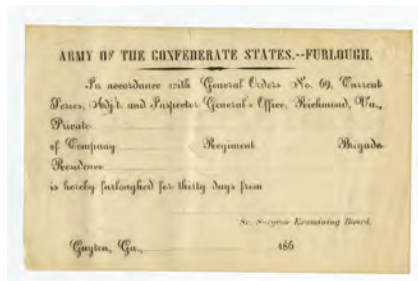 ARMY OF THE CONFEDERATE STATES.--FURLOUGH.
In accordance with General Orders No. 69, Current
Series, Adj't. and Inspector General's Office, Richmond, Va.,
Private
of Company Regiment Brigade
Residence
is hereby furloughed for thirty days from
Sr. Surgeon Examining Board.
Guyton, Ga., 186